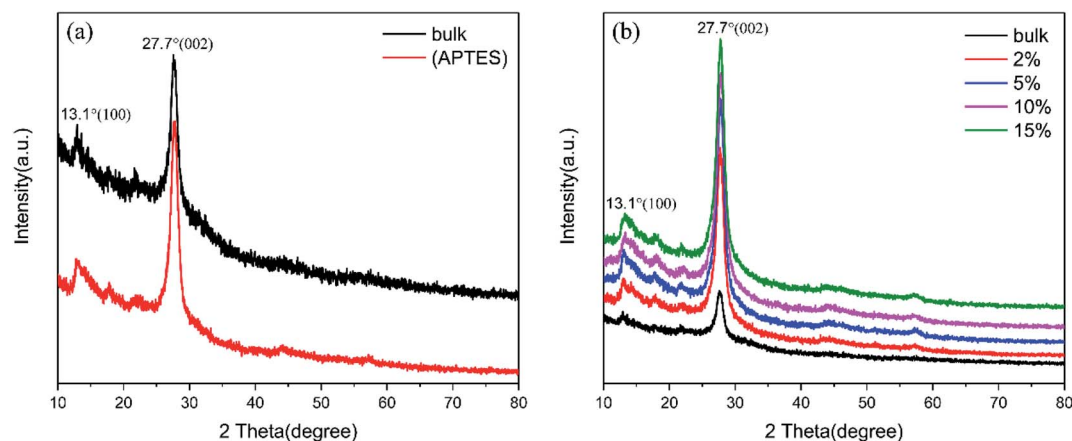 (a)
27.7°(002)
bulk
(APTES)
13.1°(100)
Intensity(a.u.)
10 20 30 40 50 60 70 80
2 Theta(degree)
(b)
27.7°(002)
bulk
2%
5%
10%
15%
13.1°(100)
Intensity(a.u.)
10 20 30 40 50 60 70 80
2 Theta(degree)